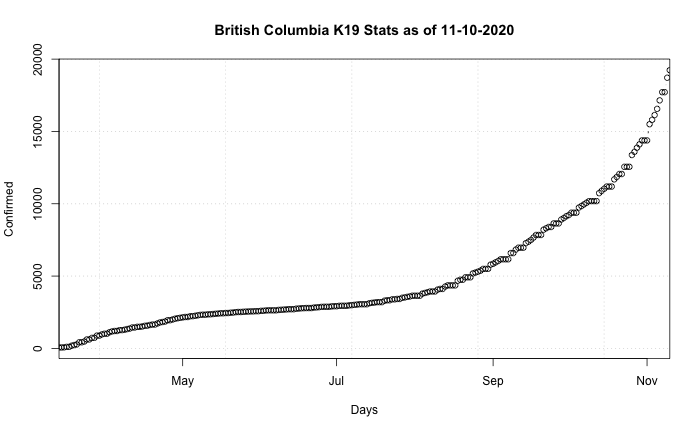 British Columbia K19 Stats as of 11-10-2020
Confirmed
20000
15000
10000
5000
0
May
Jul
Sep
Nov
Days